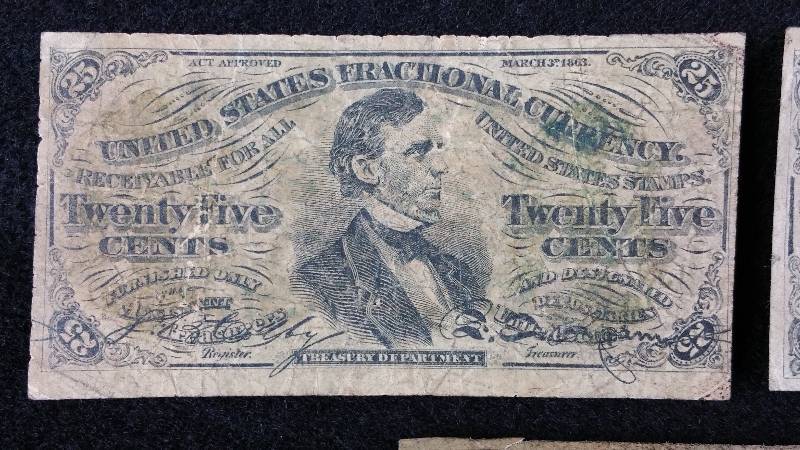 ACT APPROVED MARCH 3D. 1863.
25 25
UNITED STATES FRACTIONAL CURRENCY.
RECEIVABLE FOR ALL UNITED STATES STAMPS.
Twenty Five Twenty Five
CENTS CENTS
FURNISHED ONLY AND DESIGNATED
25 25
Register. Treasurer.
TREASURY DEPARTMENT